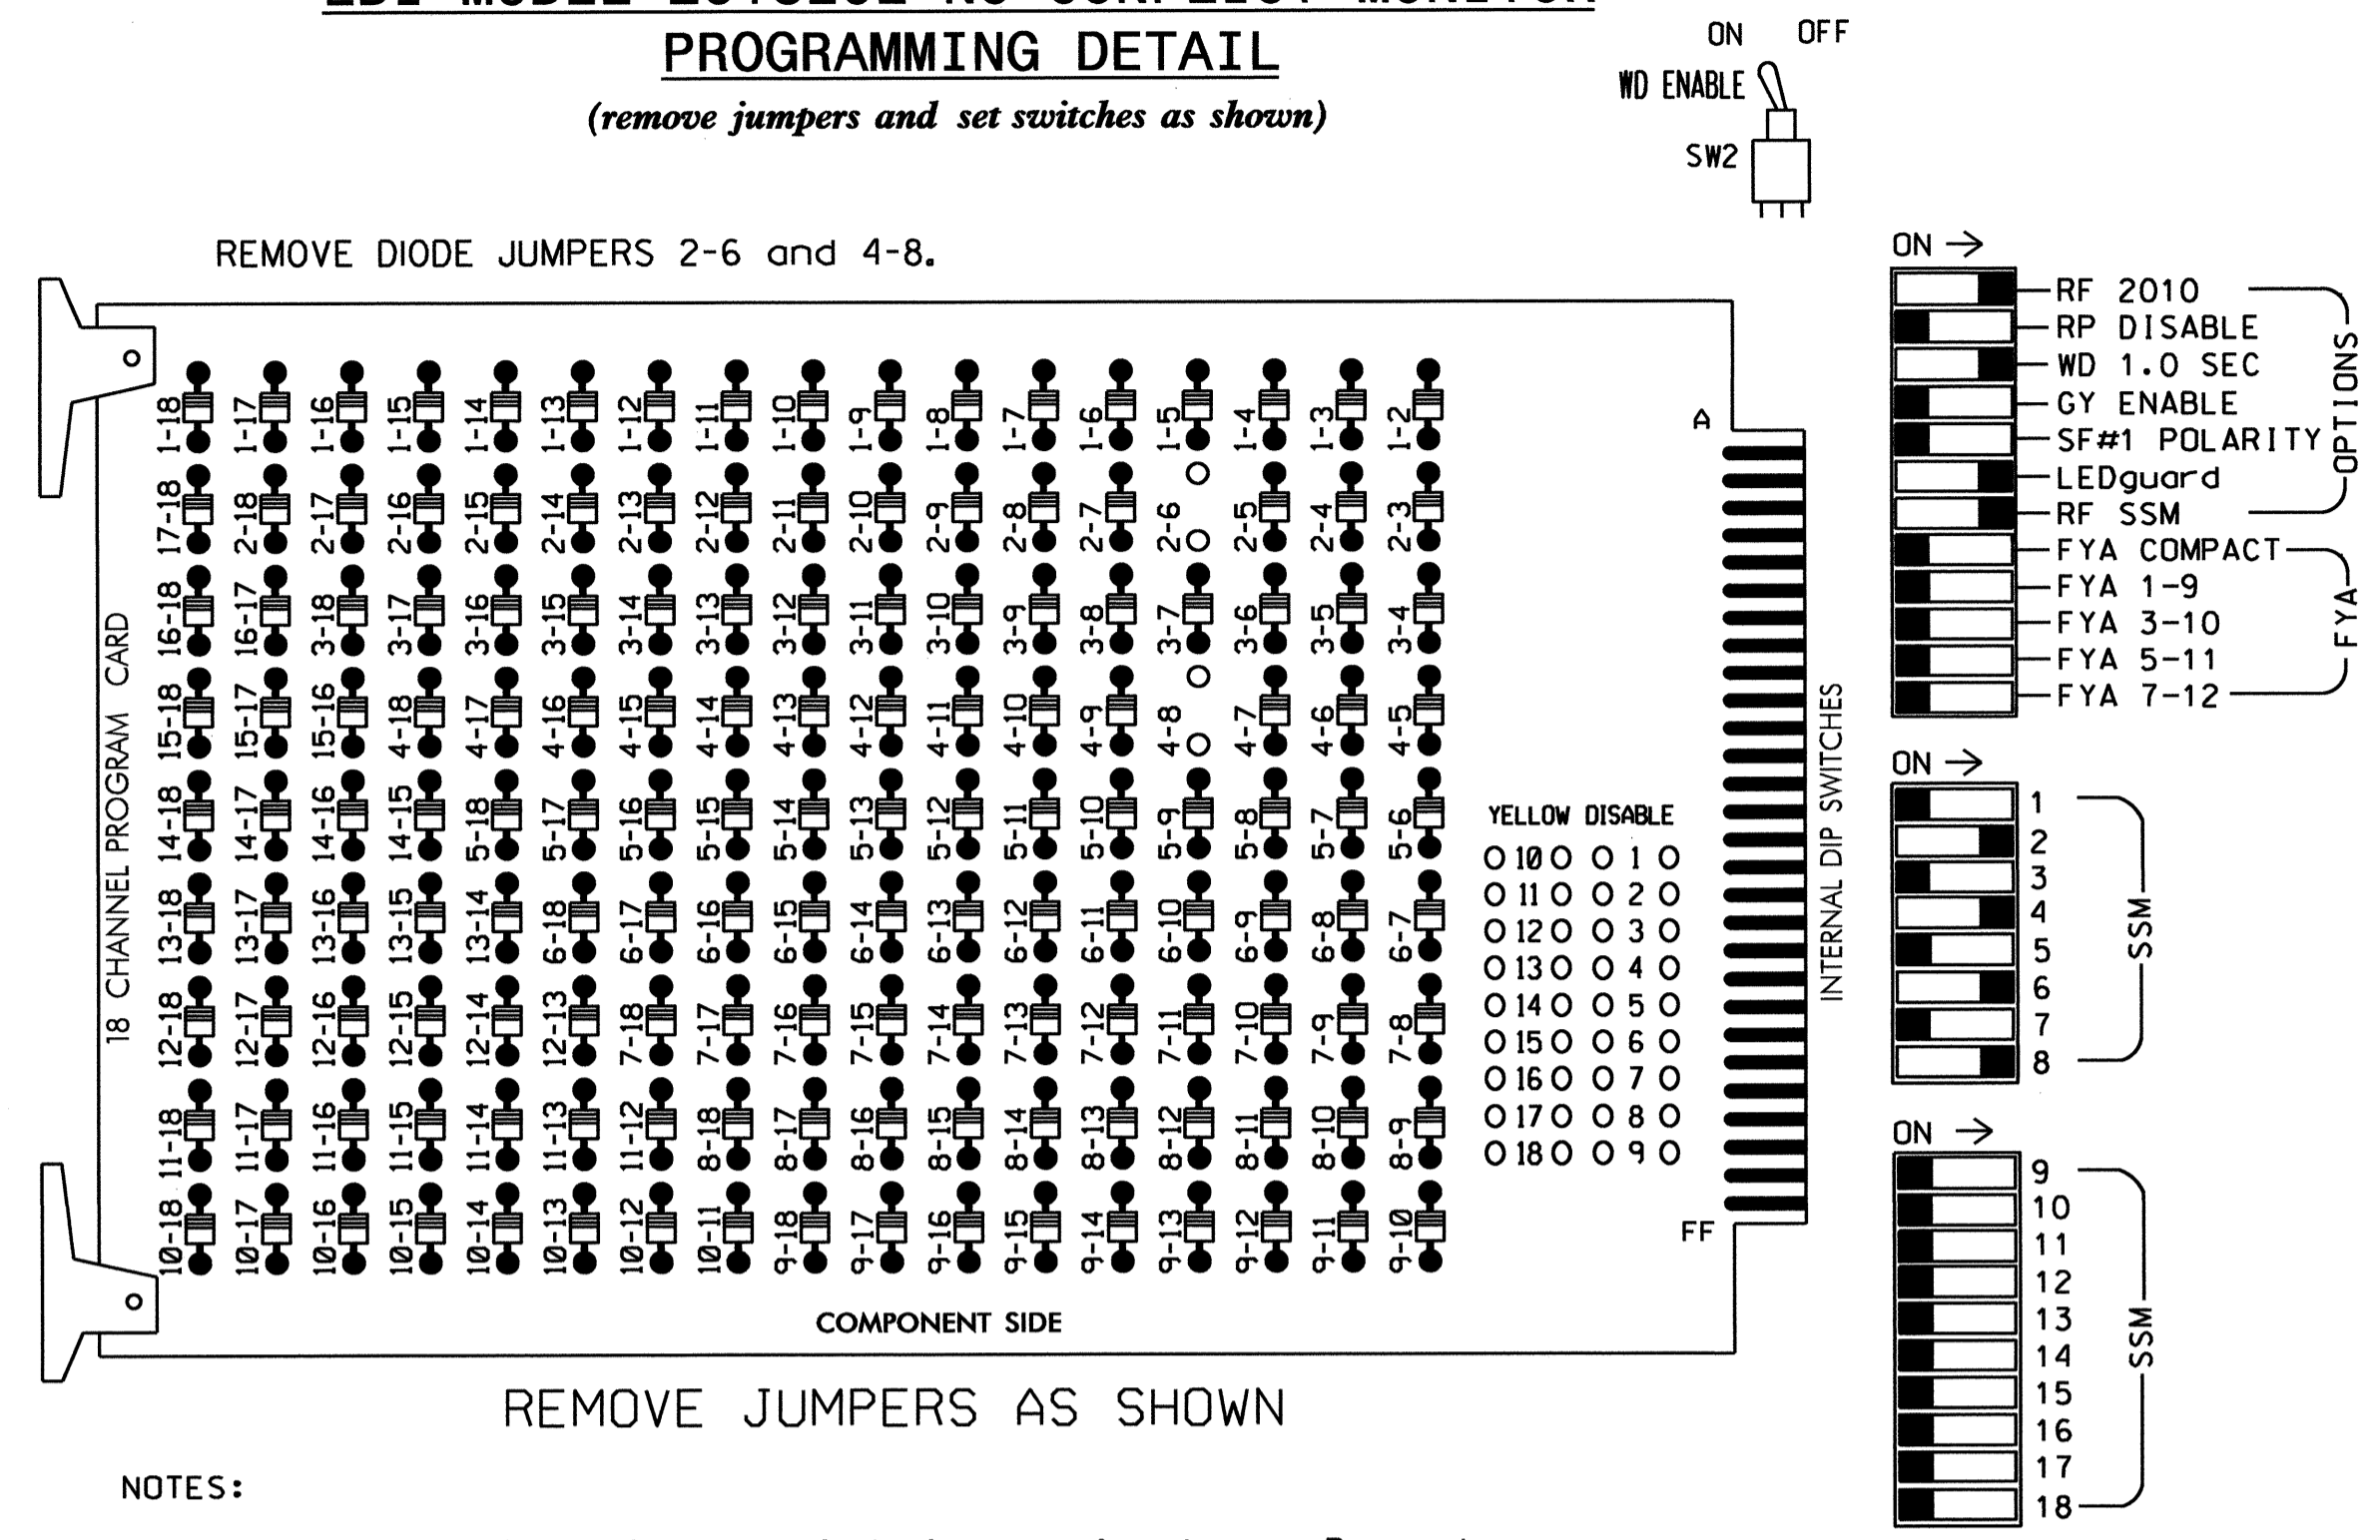 PROGRAMMING DETAIL
(remove jumpers and set switches as shown)
ON OFF
WD ENABLE
SW2
REMOVE DIODE JUMPERS 2-6 and 4-8.
18 CHANNEL PROGRAM CARD
1-18 1-17 1-16 1-15 1-14 1-13 1-12 1-11 1-10 1-9 1-8 1-7 1-6 1-5 1-4 1-3 1-2
17-18 2-18 2-17 2-16 2-15 2-14 2-13 2-12 2-11 2-10 2-9 2-8 2-7 2-6 2-5 2-4 2-3
16-18 16-17 3-18 3-17 3-16 3-15 3-14 3-13 3-12 3-11 3-10 3-9 3-8 3-7 3-6 3-5 3-4
15-18 15-17 15-16 4-18 4-17 4-16 4-15 4-14 4-13 4-12 4-11 4-10 4-9 4-8 4-7 4-6 4-5
14-18 14-17 14-16 14-15 5-18 5-17 5-16 5-15 5-14 5-13 5-12 5-11 5-10 5-9 5-8 5-7 5-6
13-18 13-17 13-16 13-15 13-14 6-18 6-17 6-16 6-15 6-14 6-13 6-12 6-11 6-10 6-9 6-8 6-7
12-18 12-17 12-16 12-15 12-14 12-13 7-18 7-17 7-16 7-15 7-14 7-13 7-12 7-11 7-10 7-9 7-8
11-18 11-17 11-16 11-15 11-14 11-13 11-12 8-18 8-17 8-16 8-15 8-14 8-13 8-12 8-11 8-10 8-9
10-18 10-17 10-16 10-15 10-14 10-13 10-12 10-11 9-18 9-17 9-16 9-15 9-14 9-13 9-12 9-11 9-10
YELLOW DISABLE
10 1
11 2
12 3
13 4
14 5
15 6
16 7
17 8
18 9
A
FF
COMPONENT SIDE
INTERNAL DIP SWITCHES
ON
RF 2010
RP DISABLE
WD 1.0 SEC
GY ENABLE
SF#1 POLARITY
LEDguard
RF SSM
OPTIONS
FYA COMPACT
FYA 1-9
FYA 3-10
FYA 5-11
FYA 7-12
FYA
ON
1
2
3
4
5
6
7
8
SSM
ON
9
10
11
12
13
14
15
16
17
18
SSM
REMOVE JUMPERS AS SHOWN
NOTES: